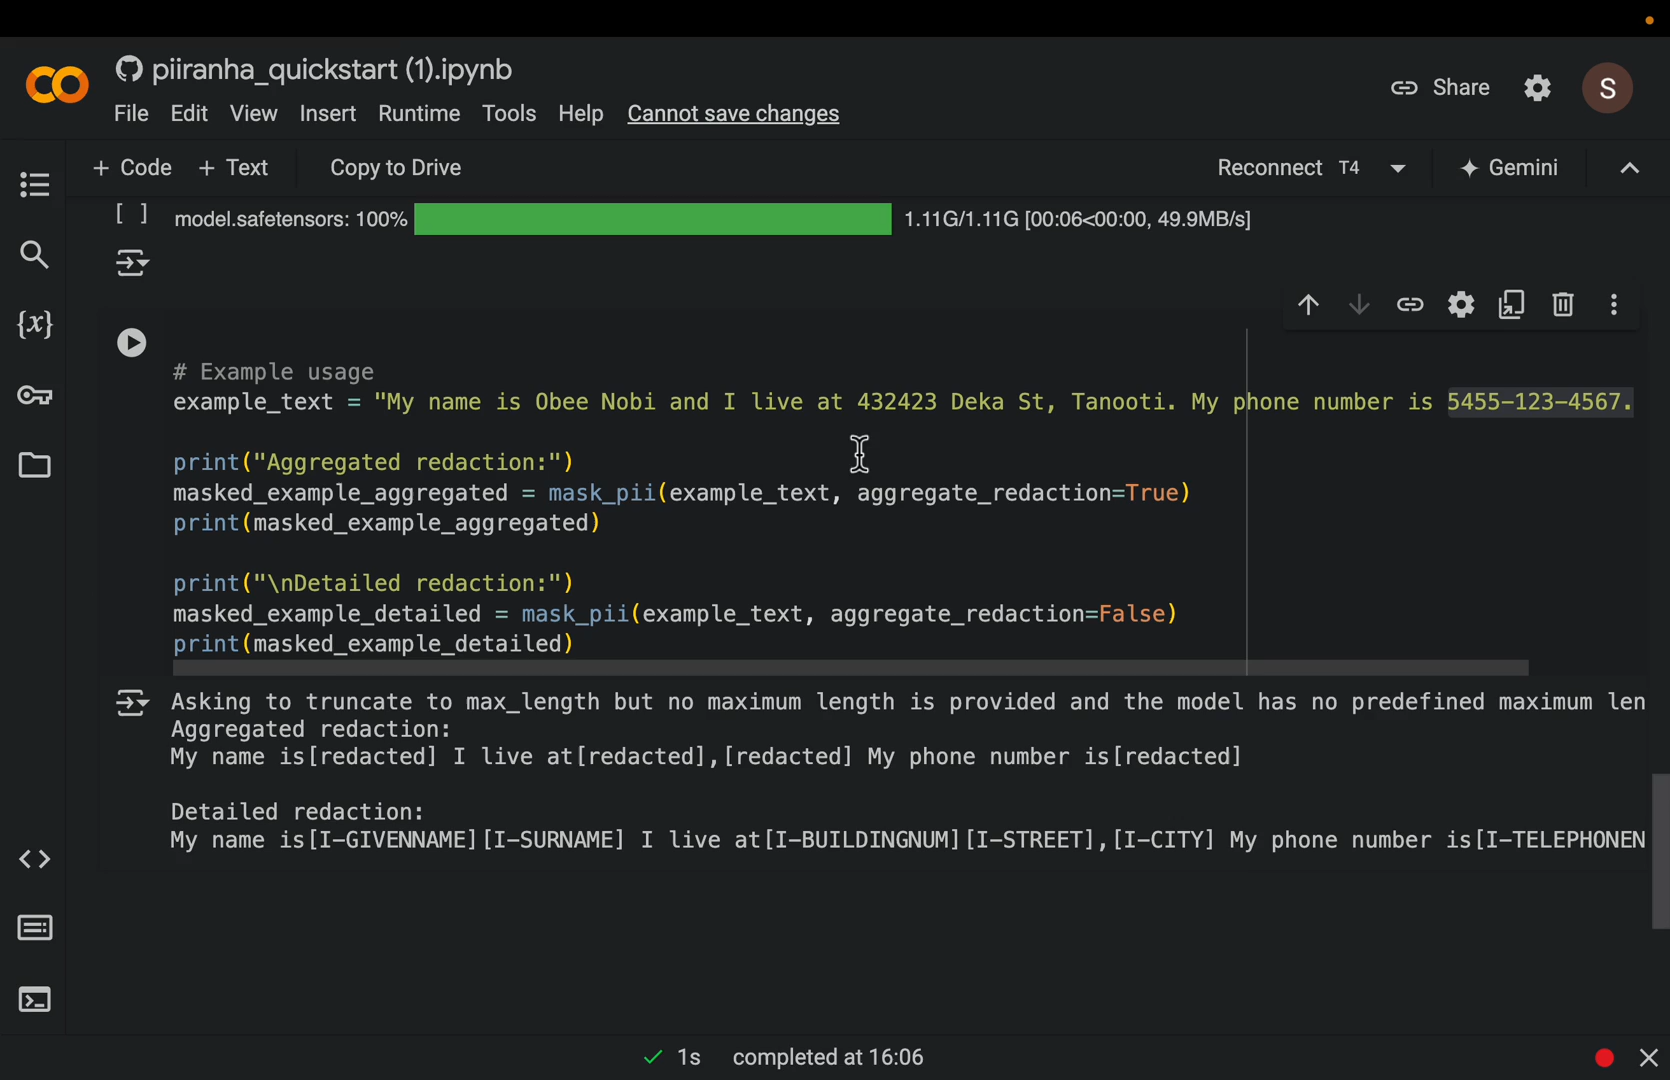 piiranha_quickstart (1).ipynb
Share
S
File Edit View Insert Runtime Tools Help Cannot save changes
+ Code + Text Copy to Drive
Reconnect T4
Gemini
[ ] model.safetensors: 100% 1.11G/1.11G [00:06<00:00, 49.9MB/s]
{x}
# Example usage
example_text = "My name is Obee Nobi and I live at 432423 Deka St, Tanooti. My phone number is 5455-123-4567.
print("Aggregated redaction:")
masked_example_aggregated = mask_pii(example_text, aggregate_redaction=True)
print(masked_example_aggregated)
print("\nDetailed redaction:")
masked_example_detailed = mask_pii(example_text, aggregate_redaction=False)
print(masked_example_detailed)
Asking to truncate to max_length but no maximum length is provided and the model has no predefined maximum len
Aggregated redaction:
My name is[redacted] I live at[redacted],[redacted] My phone number is[redacted]
Detailed redaction:
My name is[I-GIVENNAME][I-SURNAME] I live at[I-BUILDINGNUM][I-STREET],[I-CITY] My phone number is[I-TELEPHONEN
1s completed at 16:06